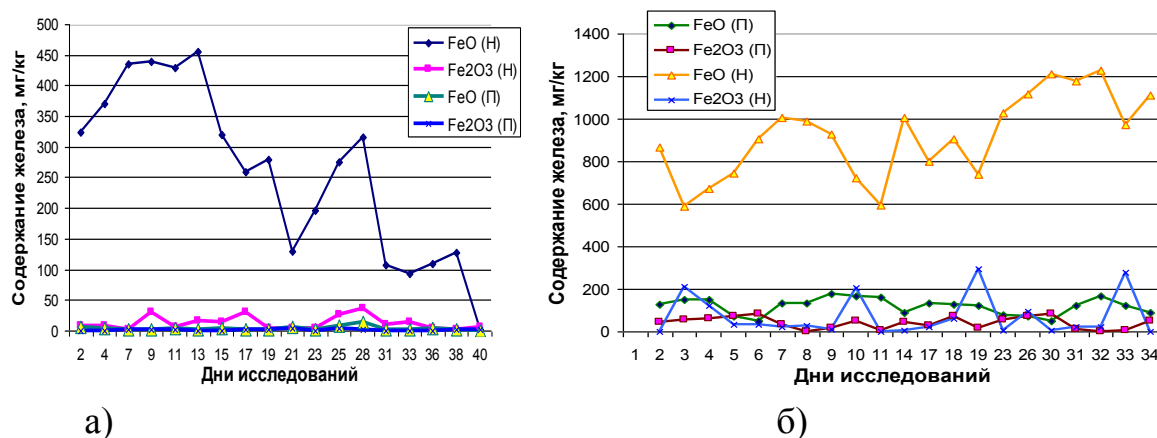 Содержание железа, мг/кг
500
450
400
350
300
250
200
150
100
50
0
2 4 7 9 11 13 15 17 19 21 23 25 28 31 33 36 38 40
Дни исследований
FeO (Н)
Fe2O3 (Н)
FeO (П)
Fe2O3 (П)
а)
Содержание железа, мг/кг
1400
1200
1000
800
600
400
200
0
1 2 3 4 5 6 7 8 9 10 11 14 17 18 19 23 26 30 31 32 33 34
Дни исследований
FeO (П)
Fe2O3 (П)
FeO (Н)
Fe2O3 (Н)
б)